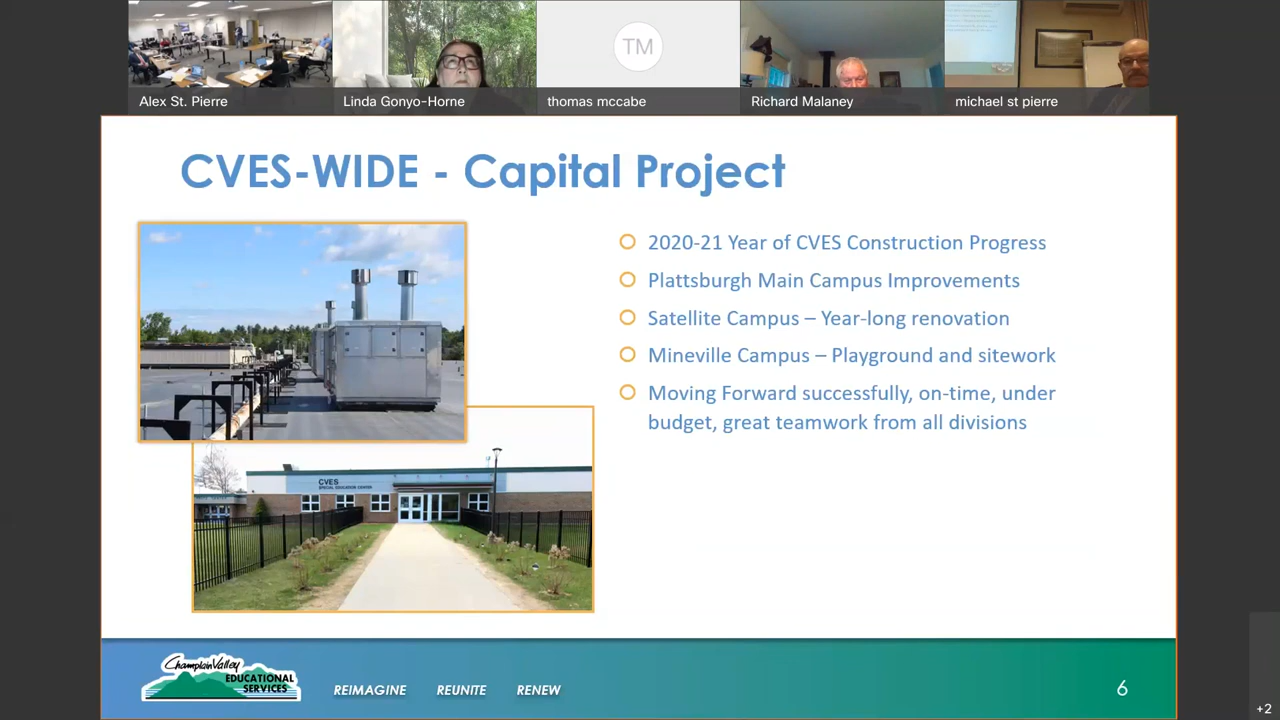 TM
Alex St. Pierre
Linda Gonyo-Horne
thomas mccabe
Richard Malaney
michael st pierre
CVES-WIDE - Capital Project
2020-21 Year of CVES Construction Progress
Plattsburgh Main Campus Improvements
Satellite Campus – Year-long renovation
Mineville Campus – Playground and sitework
Moving Forward successfully, on-time, under
budget, great teamwork from all divisions
CVES
SPECIAL EDUCATION CENTER
Champlain Valley
EDUCATIONAL
SERVICES
REIMAGINE REUNITE RENEW
6
+2